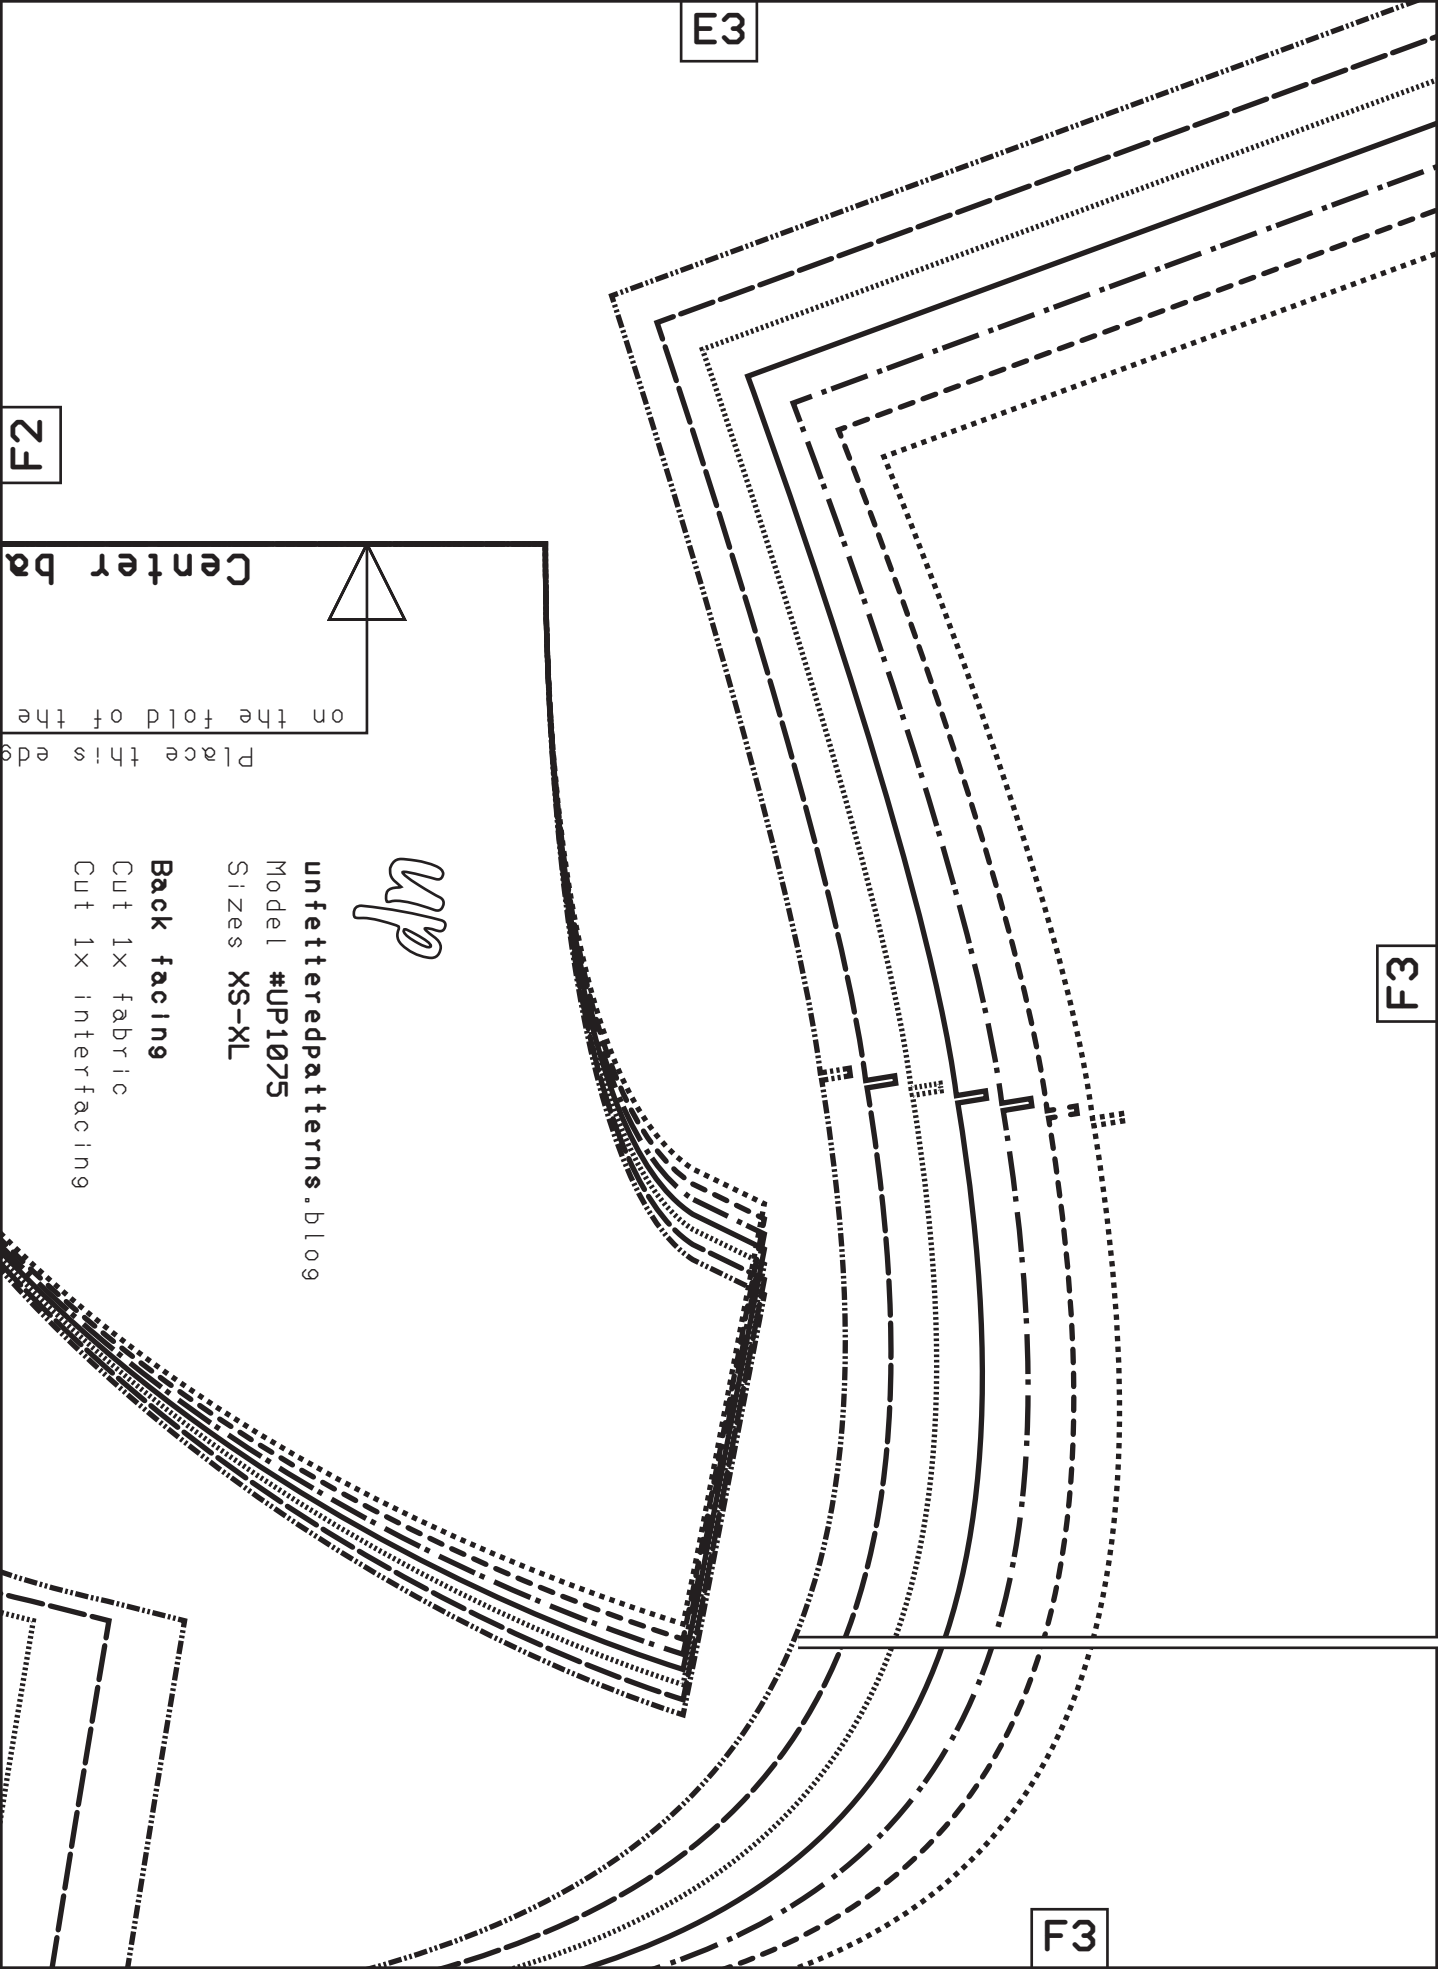 E3
F2
Center ba
on the fold of the
Place this edg
up
unfetteredpatterns.blog
Model #UP1075
Sizes XS-XL
Back facing
Cut 1x fabric
Cut 1x interfacing
F3
F3